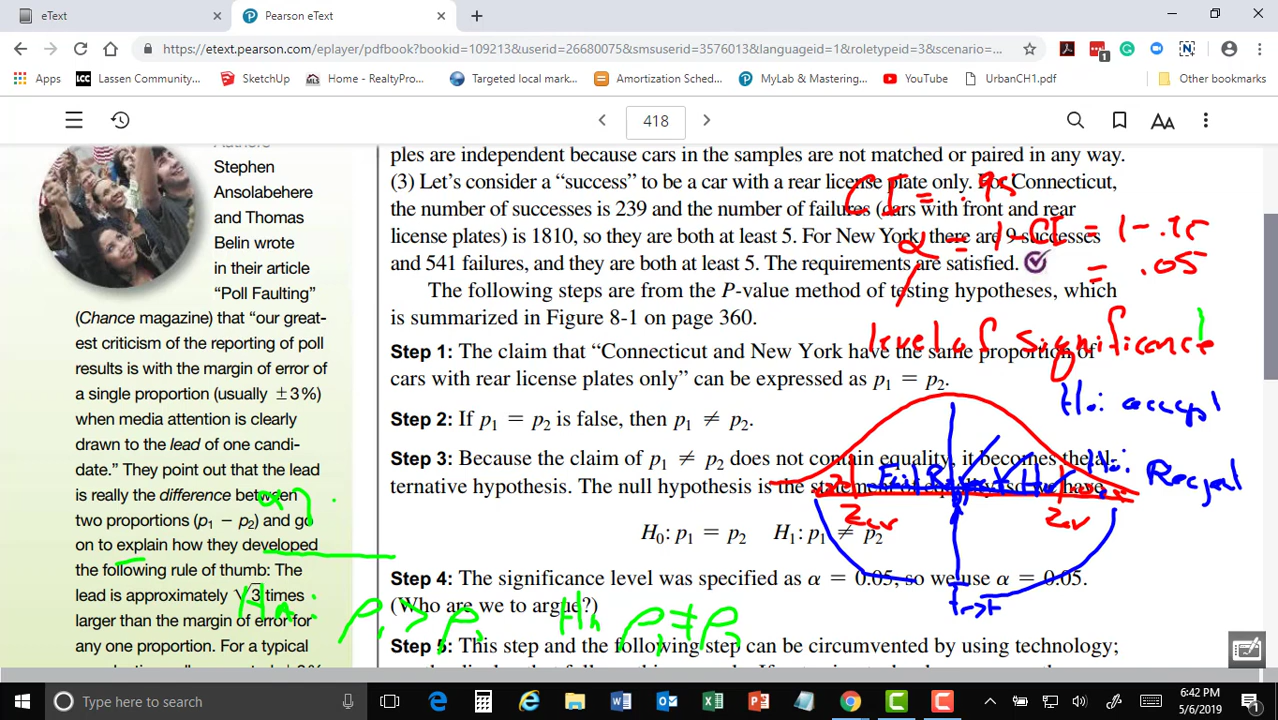 eText
Pearson eText
https://etext.pearson.com/eplayer/pdfbook?bookid=109213&userid=26680075&smsuserid=3576013&languageid=1&roletypeid=3&scenario=...
Apps
Lassen Community...
SketchUp
Home - RealtyPro...
Targeted local mark...
Amortization Sched...
MyLab & Mastering...
YouTube
UrbanCH1.pdf
Other bookmarks
418
Stephen
Ansolabehere
and Thomas
Belin wrote
in their article
“Poll Faulting”
(Chance magazine) that “our great-
est criticism of the reporting of poll
results is with the margin of error of
a single proportion (usually ±3%)
when media attention is clearly
drawn to the lead of one candi-
date.” They point out that the lead
is really the difference between
two proportions (p1 − p2) and go
on to explain how they developed
the following rule of thumb: The
lead is approximately √3 times
larger than the margin of error for
any one proportion. For a typical
ples are independent because cars in the samples are not matched or paired in any way.
(3) Let’s consider a “success” to be a car with a rear license plate only. For Connecticut,
the number of successes is 239 and the number of failures (cars with front and rear
license plates) is 1810, so they are both at least 5. For New York, there are 9 successes
and 541 failures, and they are both at least 5. The requirements are satisfied.
The following steps are from the P-value method of testing hypotheses, which
is summarized in Figure 8-1 on page 360.
Step 1: The claim that “Connecticut and New York have the same proportion of
cars with rear license plates only” can be expressed as p1 = p2.
Step 2: If p1 = p2 is false, then p1 ≠ p2.
Step 3: Because the claim of p1 ≠ p2 does not contain equality, it becomes the al-
ternative hypothesis. The null hypothesis is the statement of equality, so we have
H0: p1 = p2 H1: p1 ≠ p2
Step 4: The significance level was specified as α = 0.05, so we use α = 0.05.
(Who are we to argue?)
Step 5: This step and the following step can be circumvented by using technology;
CI = .95
α = 1-CI = 1-.95
= .05
level of significance
Ho: accept
Fail Reject Ho
Ho: Reject
Zcv
Zcv
Test
P1 > P2
P1 ≠ P2
Type here to search
6:42 PM
5/6/2019